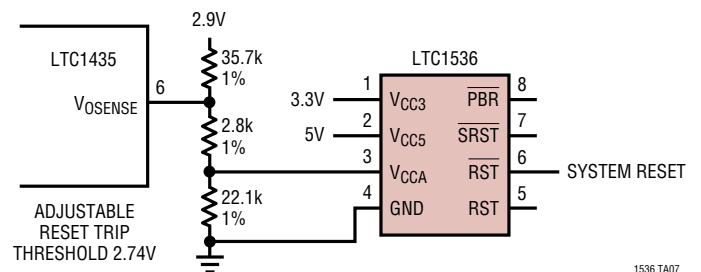 2.9V
LTC1435
35.7k
1%
LTC1536
6
VOSENSE
2.8k
1%
3.3V
1
VCC3
PBR
8
5V
2
VCC5
SRST
7
3
VCCA
RST
6
SYSTEM RESET
22.1k
1%
4
GND
RST
5
ADJUSTABLE
RESET TRIP
THRESHOLD 2.74V
1536 TA07